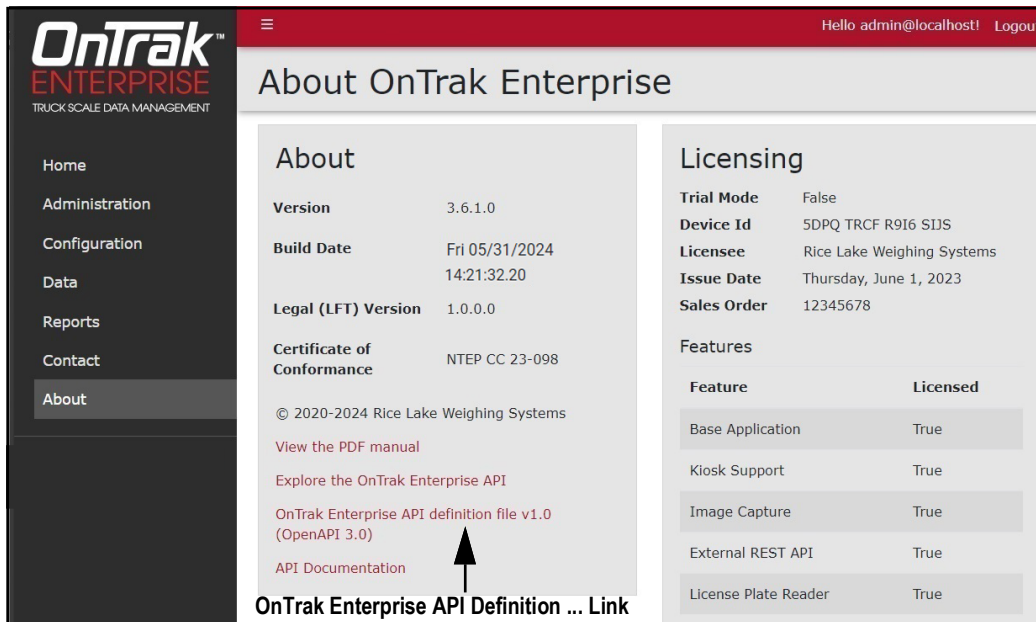 OnTrak™
ENTERPRISE
TRUCK SCALE DATA MANAGEMENT
Home
Administration
Configuration
Data
Reports
Contact
About
☰
Hello admin@localhost! Logout
About OnTrak Enterprise
About
Version 3.6.1.0
Build Date Fri 05/31/2024
14:21:32.20
Legal (LFT) Version 1.0.0.0
Certificate of
Conformance NTEP CC 23-098
© 2020-2024 Rice Lake Weighing Systems
View the PDF manual
Explore the OnTrak Enterprise API
OnTrak Enterprise API definition file v1.0
(OpenAPI 3.0)
API Documentation
OnTrak Enterprise API Definition ... Link
Licensing
Trial Mode False
Device Id 5DPQ TRCF R9I6 SIJS
Licensee Rice Lake Weighing Systems
Issue Date Thursday, June 1, 2023
Sales Order 12345678
Features
Feature Licensed
Base Application True
Kiosk Support True
Image Capture True
External REST API True
License Plate Reader True